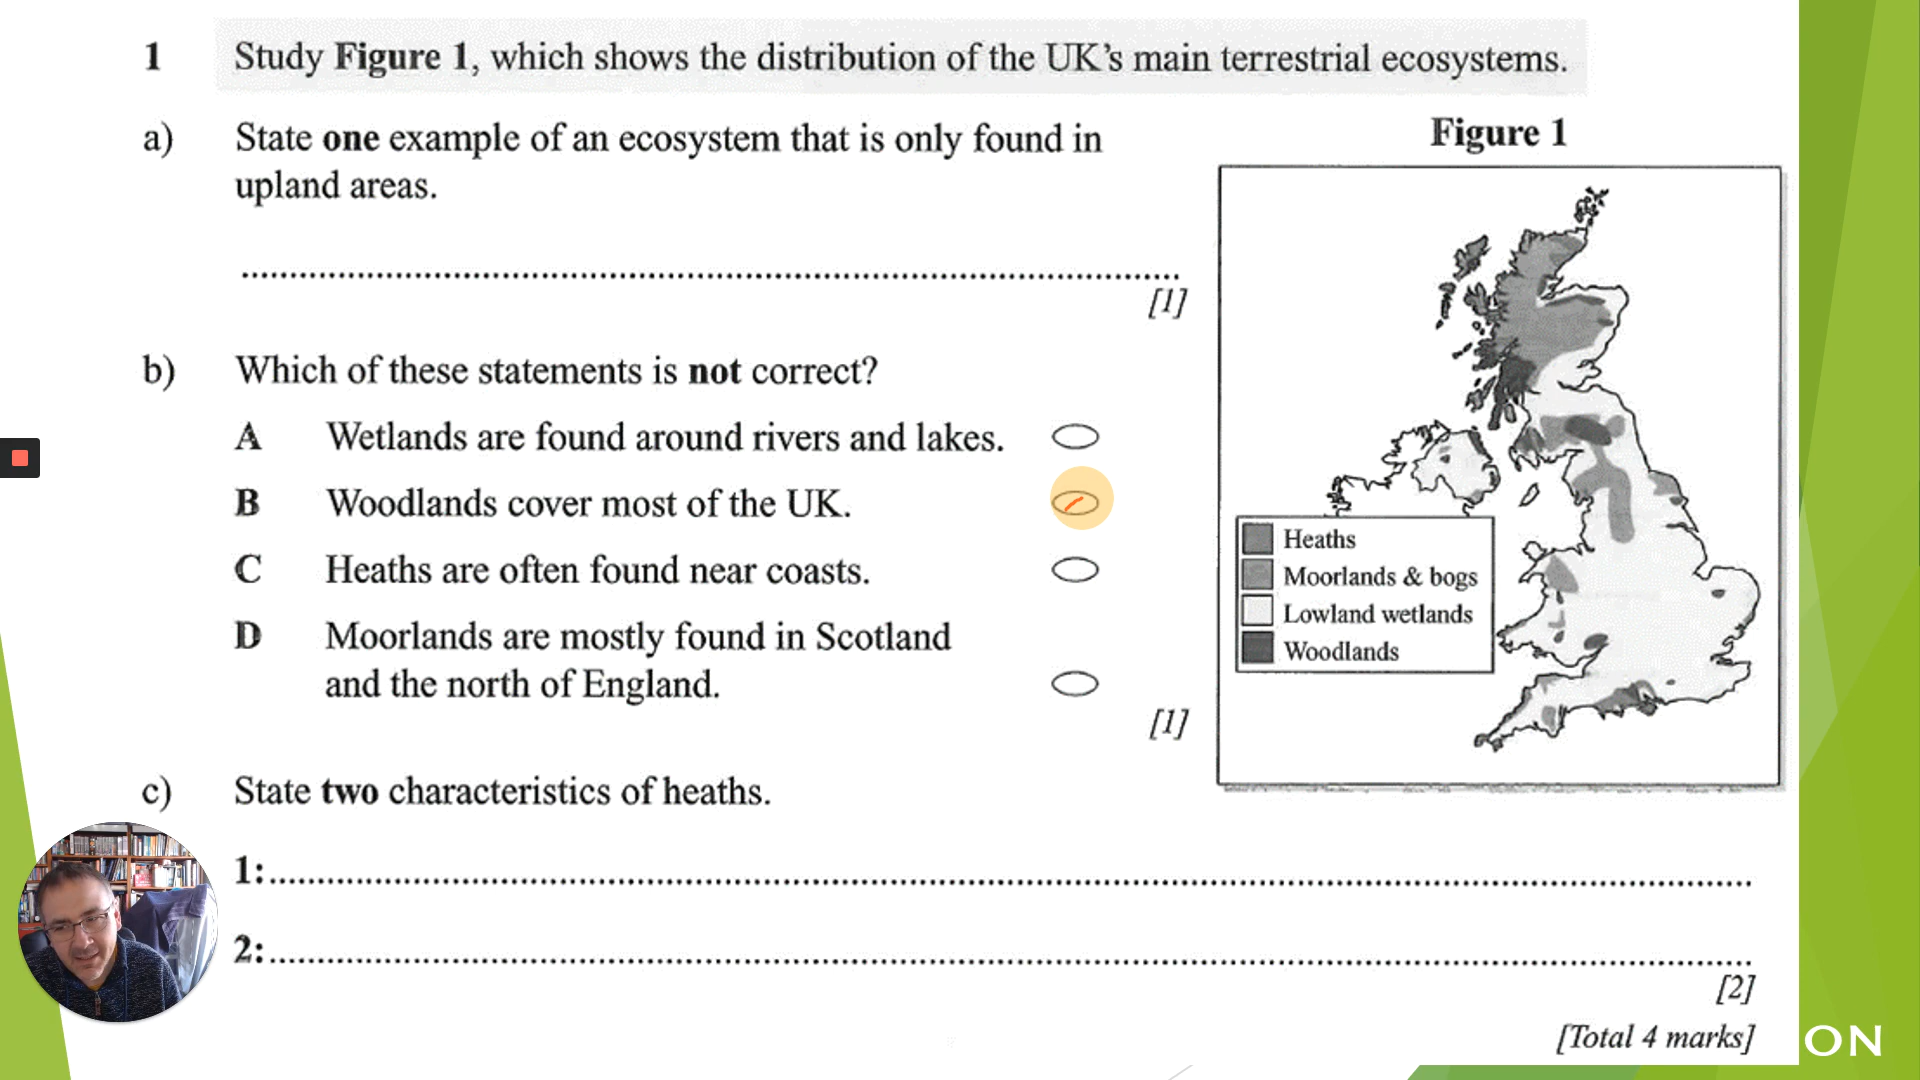 1 Study Figure 1, which shows the distribution of the UK's main terrestrial ecosystems.
a) State one example of an ecosystem that is only found in
upland areas.
[1]
b) Which of these statements is not correct?
A Wetlands are found around rivers and lakes.
B Woodlands cover most of the UK.
C Heaths are often found near coasts.
D Moorlands are mostly found in Scotland
and the north of England.
[1]
Figure 1
Heaths
Moorlands & bogs
Lowland wetlands
Woodlands
c) State two characteristics of heaths.
1:
2:
[2]
[Total 4 marks]
ON